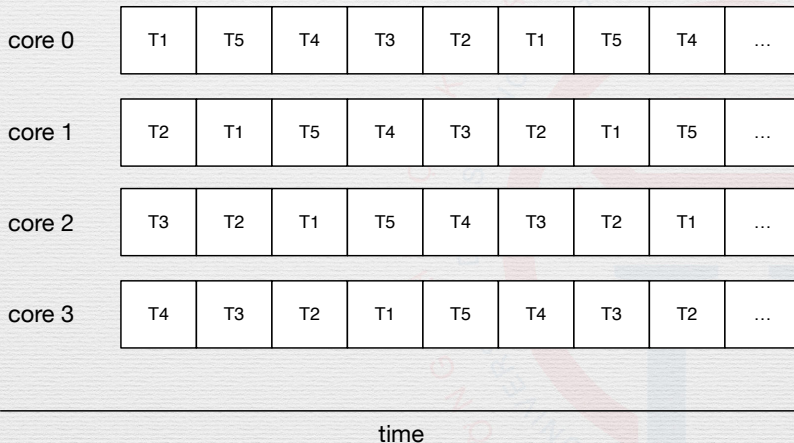 core 0 T1 T5 T4 T3 T2 T1 T5 T4 ...
core 1 T2 T1 T5 T4 T3 T2 T1 T5 ...
core 2 T3 T2 T1 T5 T4 T3 T2 T1 ...
core 3 T4 T3 T2 T1 T5 T4 T3 T2 ...
time